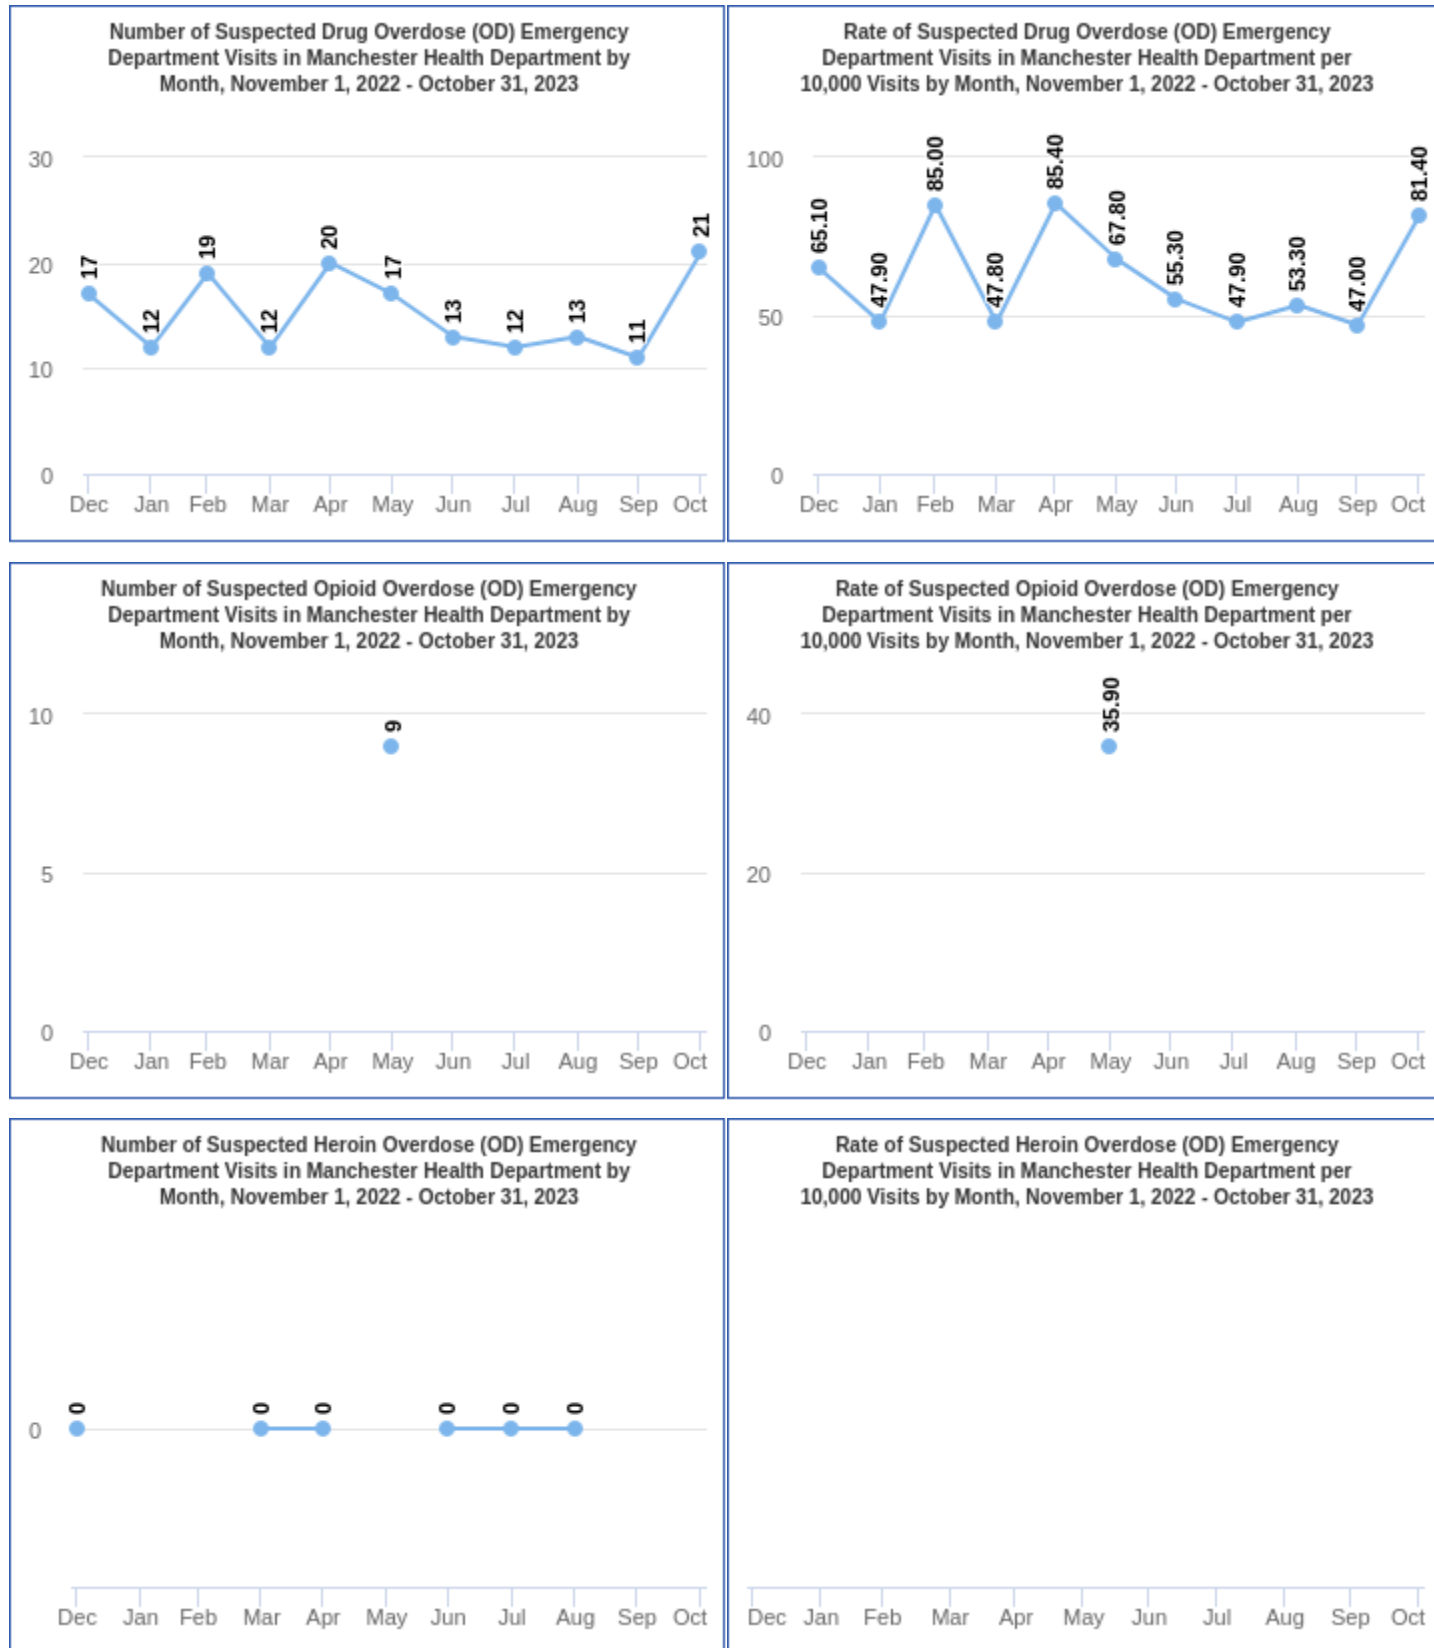 Number of Suspected Drug Overdose (OD) Emergency
Department Visits in Manchester Health Department by
Month, November 1, 2022 - October 31, 2023
30
20
10
0
17
12
19
12
20
17
13
12
13
11
21
Dec Jan Feb Mar Apr May Jun Jul Aug Sep Oct
Rate of Suspected Drug Overdose (OD) Emergency
Department Visits in Manchester Health Department per
10,000 Visits by Month, November 1, 2022 - October 31, 2023
100
50
0
65.10
47.90
85.00
47.80
85.40
67.80
55.30
47.90
53.30
47.00
81.40
Dec Jan Feb Mar Apr May Jun Jul Aug Sep Oct
Number of Suspected Opioid Overdose (OD) Emergency
Department Visits in Manchester Health Department by
Month, November 1, 2022 - October 31, 2023
10
5
0
9
Dec Jan Feb Mar Apr May Jun Jul Aug Sep Oct
Rate of Suspected Opioid Overdose (OD) Emergency
Department Visits in Manchester Health Department per
10,000 Visits by Month, November 1, 2022 - October 31, 2023
40
20
0
35.90
Dec Jan Feb Mar Apr May Jun Jul Aug Sep Oct
Number of Suspected Heroin Overdose (OD) Emergency
Department Visits in Manchester Health Department by
Month, November 1, 2022 - October 31, 2023
0
0
0
0
0
0
0
Dec Jan Feb Mar Apr May Jun Jul Aug Sep Oct
Rate of Suspected Heroin Overdose (OD) Emergency
Department Visits in Manchester Health Department per
10,000 Visits by Month, November 1, 2022 - October 31, 2023
Dec Jan Feb Mar Apr May Jun Jul Aug Sep Oct